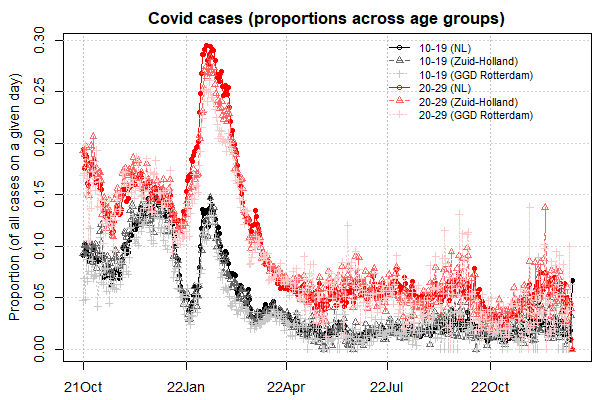 Covid cases (proportions across age groups)
Proportion (of all cases on a given day)
0.30
0.25
0.20
0.15
0.10
0.05
0.00
10-19 (NL)
10-19 (Zuid-Holland)
10-19 (GGD Rotterdam)
20-29 (NL)
20-29 (Zuid-Holland)
20-29 (GGD Rotterdam)
21Oct 22Jan 22Apr 22Jul 22Oct